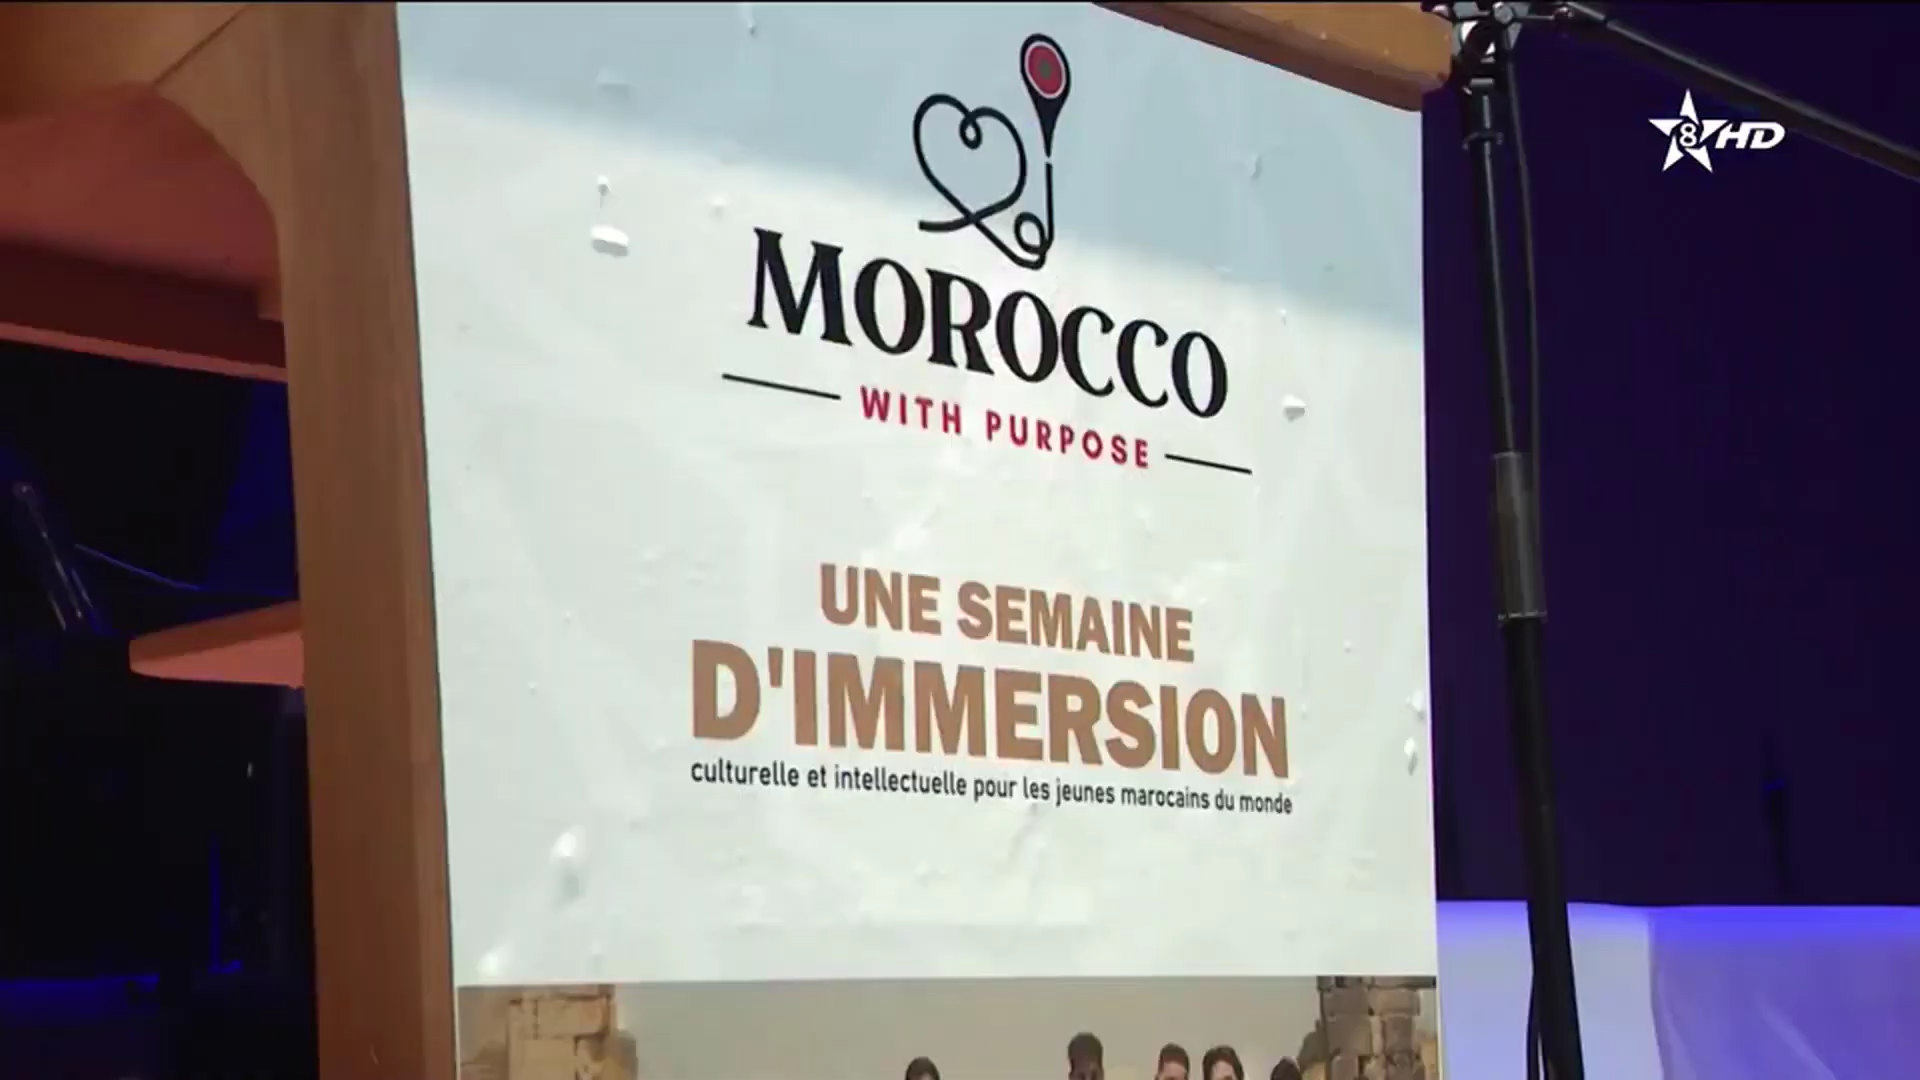 MOROCCO
WITH PURPOSE
UNE SEMAINE
D'IMMERSION
culturelle et intellectuelle pour les jeunes marocains du monde
8 HD